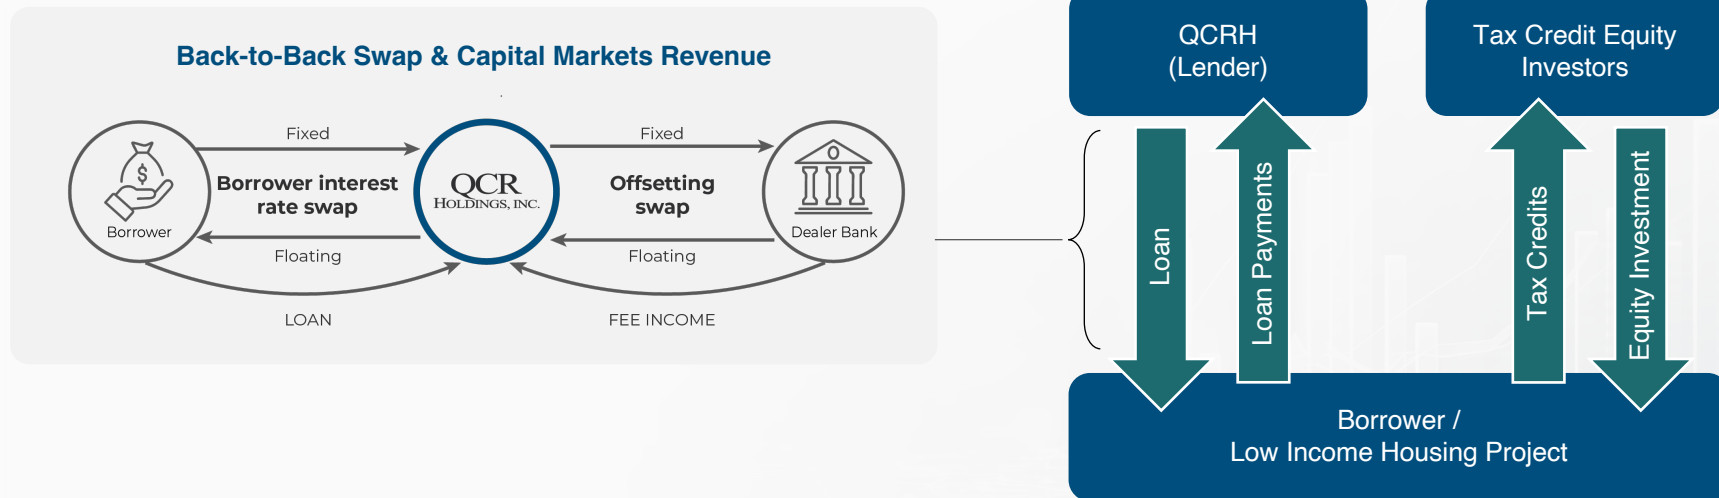 Back-to-Back Swap & Capital Markets Revenue
Fixed
Fixed
Borrower interest
rate swap
Offsetting
swap
$
QCR
HOLDINGS, INC.
Borrower
Dealer Bank
Floating
Floating
LOAN
FEE INCOME
QCRH
(Lender)
Tax Credit Equity
Investors
Loan
Loan Payments
Tax Credits
Equity Investment
Borrower /
Low Income Housing Project